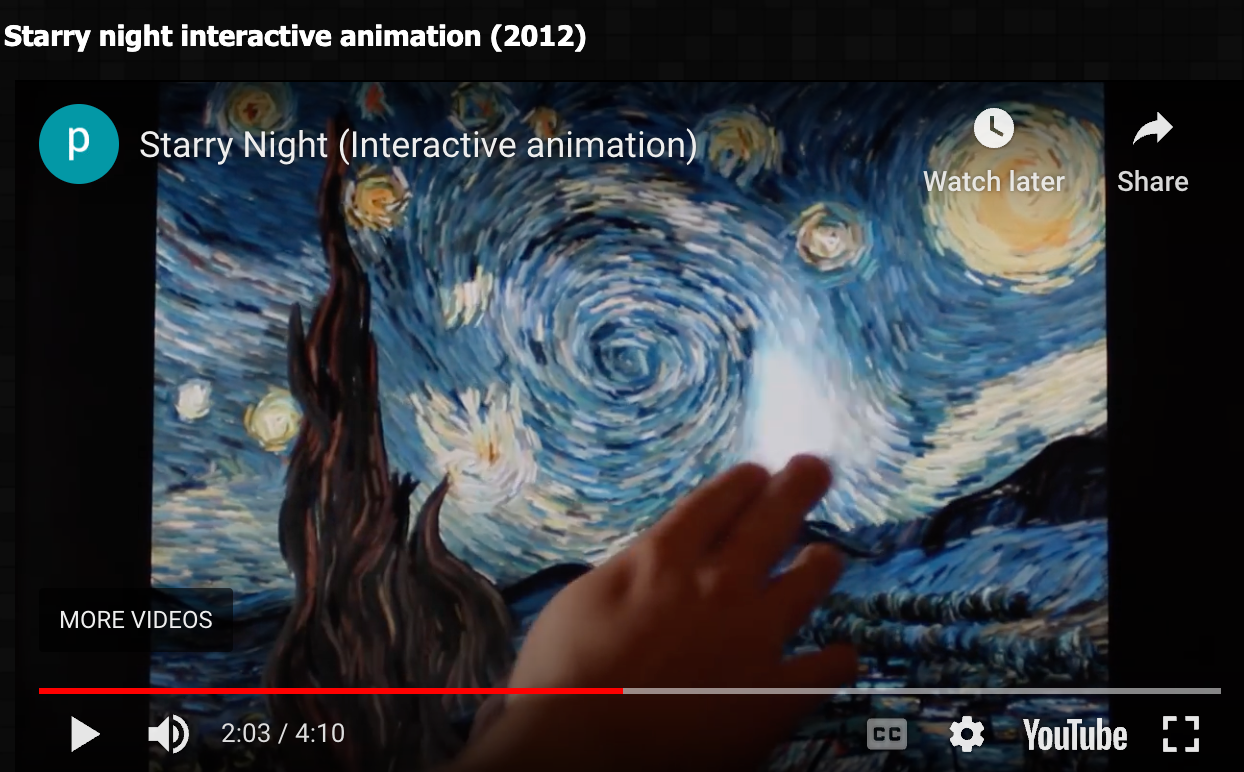 Starry night interactive animation (2012)
p
Starry Night (Interactive animation)
Watch later
Share
MORE VIDEOS
2:03 / 4:10
CC
YouTube